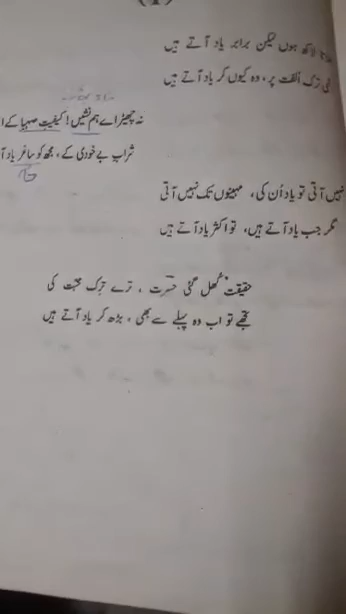 (1)
لاکھ ہوں لیکن برابر یاد آتے ہیں
ترک الفت پر، وہ کیوں کر یاد آتے ہیں
نہ چھیڑ اے ہم نشیں! کیفیتِ صہبا کے ا
شرابِ بے خودی کے، مجھ کو ساغر یاد آ
نہیں آتی تو یاد اُن کی، مہینوں تک نہیں آتی
مگر جب یاد آتے ہیں، تو اکثر یاد آتے ہیں
حقیقت کھل گئی حسرت، ترے ترک محبت کی
تجھے تو اب وہ پہلے سے بھی، بڑھ کر یاد آتے ہیں